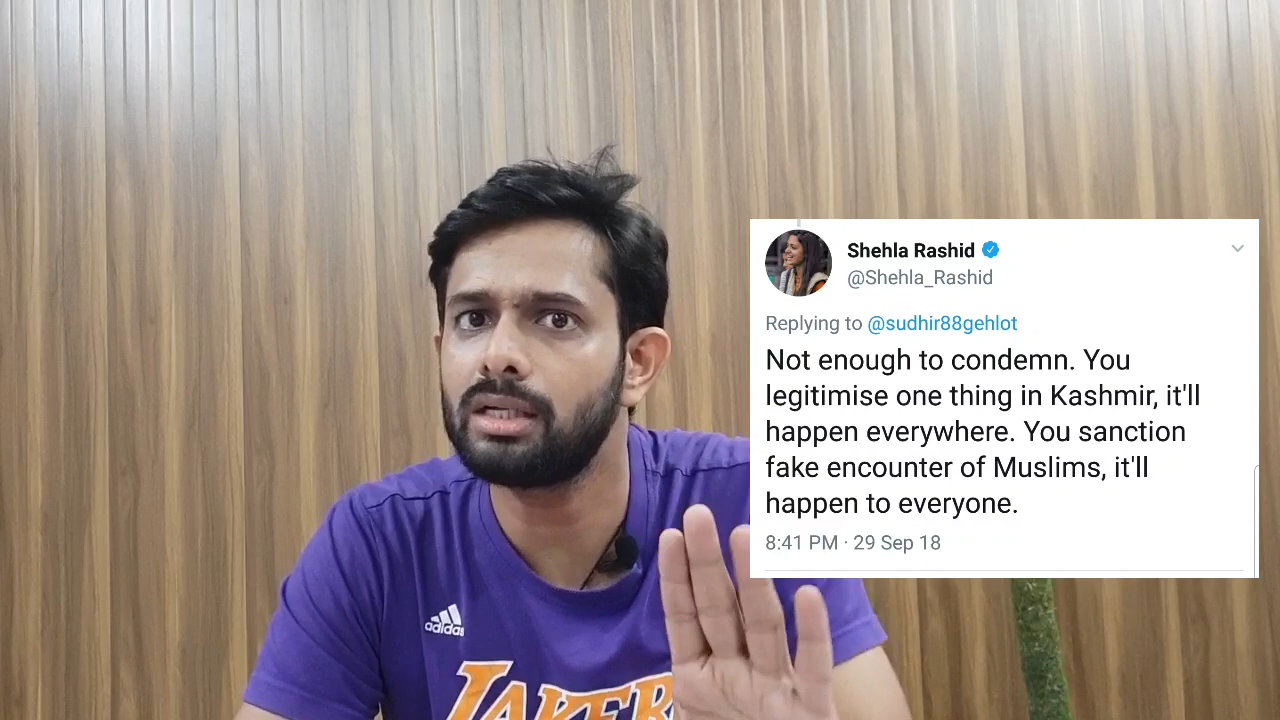 Shehla Rashid
@Shehla_Rashid
Replying to @sudhir88gehlot
Not enough to condemn. You
legitimise one thing in Kashmir, it'll
happen everywhere. You sanction
fake encounter of Muslims, it'll
happen to everyone.
8:41 PM · 29 Sep 18
adidas
LAKER